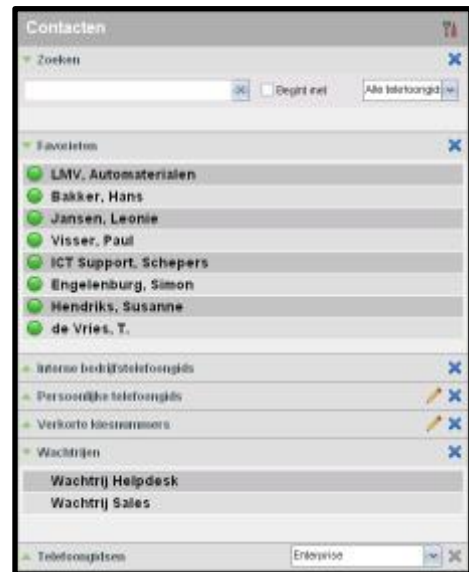 Contacten
Zoeken
Begint met
Alle telefoongid
Favorieten
LMV, Automaterialen
Bakker, Hans
Jansen, Leonie
Visser, Paul
ICT Support, Schepers
Engelenburg, Simon
Hendriks, Susanne
de Vries, T.
Interne bedrijfstelefoongids
Persoonlijke telefoongids
Verkorte kiesnummers
Wachtrijen
Wachtrij Helpdesk
Wachtrij Sales
Telefoongidsen Enterprise